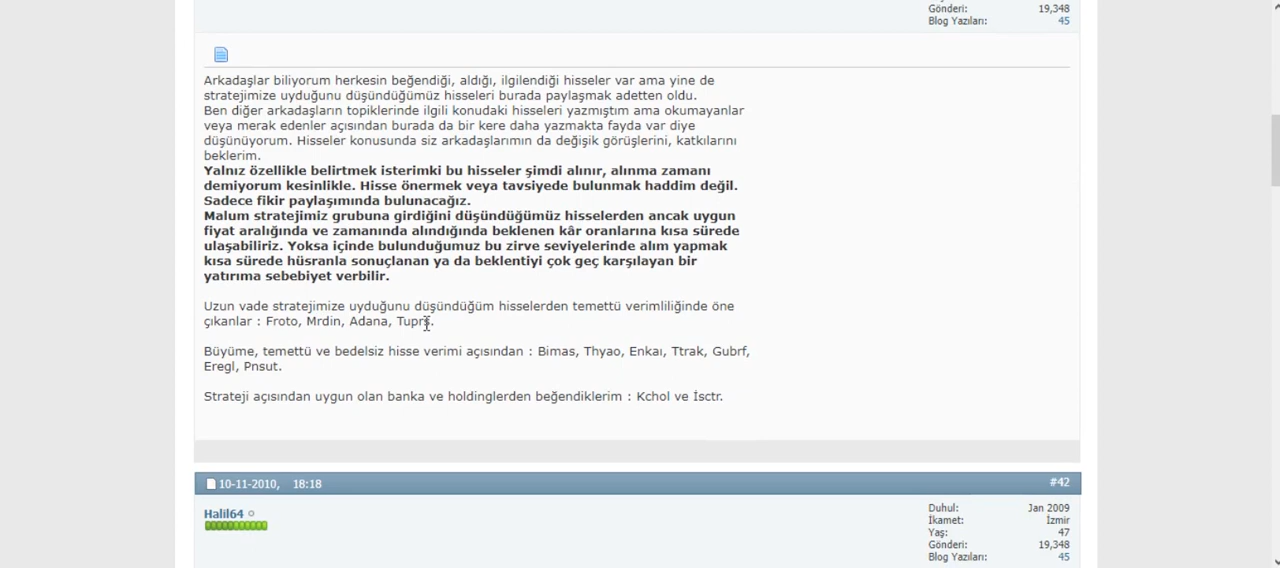 Gönderi: 19,348
Blog Yazıları: 45
Arkadaşlar biliyorum herkesin beğendiği, aldığı, ilgilendiği hisseler var ama yine de
stratejimize uyduğunu düşündüğümüz hisseleri burada paylaşmak adetten oldu.
Ben diğer arkadaşların topiklerinde ilgili konudaki hisseleri yazmıştım ama okumayanlar
veya merak edenler açısından burada da bir kere daha yazmakta fayda var diye
düşünüyorum. Hisseler konusunda siz arkadaşlarımın da değişik görüşlerini, katkılarını
beklerim.
Yalnız özellikle belirtmek isterimki bu hisseler şimdi alınır, alınma zamanı
demiyorum kesinlikle. Hisse önermek veya tavsiyede bulunmak haddim değil.
Sadece fikir paylaşımında bulunacağız.
Malum stratejimiz grubuna girdiğini düşündüğümüz hisselerden ancak uygun
fiyat aralığında ve zamanında alındığında beklenen kâr oranlarına kısa sürede
ulaşabiliriz. Yoksa içinde bulunduğumuz bu zirve seviyelerinde alım yapmak
kısa sürede hüsranla sonuçlanan ya da beklentiyi çok geç karşılayan bir
yatırıma sebebiyet verbilir.
Uzun vade stratejimize uyduğunu düşündüğüm hisselerden temettü verimliliğinde öne
çıkanlar : Froto, Mrdin, Adana, Tuprs.
Büyüme, temettü ve bedelsiz hisse verimi açısından : Bimas, Thyao, Enkaı, Ttrak, Gubrf,
Eregl, Pnsut.
Strateji açısından uygun olan banka ve holdinglerden beğendiklerim : Kchol ve İsctr.
10-11-2010, 18:18 #42
Halil64
Duhul: Jan 2009
İkamet: İzmir
Yaş: 47
Gönderi: 19,348
Blog Yazıları: 45